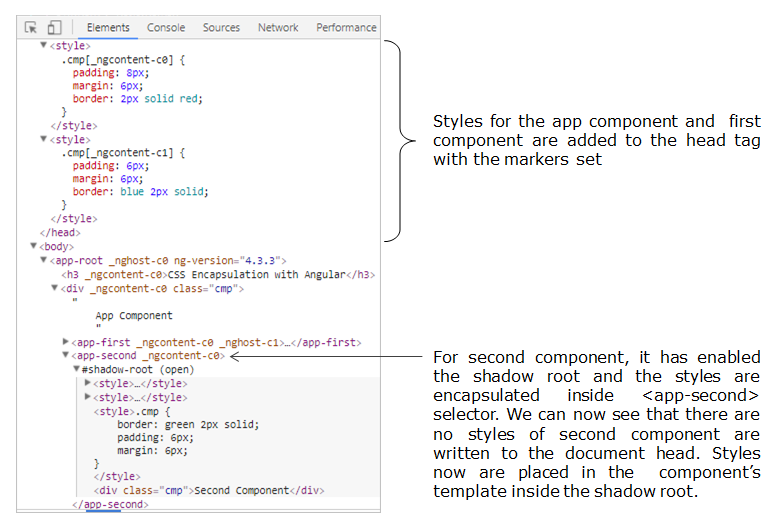 Elements Console Sources Network Performance
▼<style>
.cmp[_ngcontent-c0] {
padding: 8px;
margin: 6px;
border: 2px solid red;
}
</style>
▼<style>
.cmp[_ngcontent-c1] {
padding: 6px;
margin: 6px;
border: blue 2px solid;
}
</style>
</head>
▼<body>
▼<app-root _nghost-c0 ng-version="4.3.3">
<h3 _ngcontent-c0>CSS Encapsulation with Angular</h3>
▼<div _ngcontent-c0 class="cmp">
"
App Component
"
▶<app-first _ngcontent-c0 _nghost-c1>…</app-first>
▼<app-second _ngcontent-c0>
▼#shadow-root (open)
▶<style>…</style>
▶<style>…</style>
<style>.cmp {
border: green 2px solid;
padding: 6px;
margin: 6px;
}
</style>
<div class="cmp">Second Component</div>
</app-second>
Styles for the app component and first
component are added to the head tag
with the markers set
For second component, it has enabled
the shadow root and the styles are
encapsulated inside <app-second>
selector. We can now see that there are
no styles of second component are
written to the document head. Styles
now are placed in the component's
template inside the shadow root.